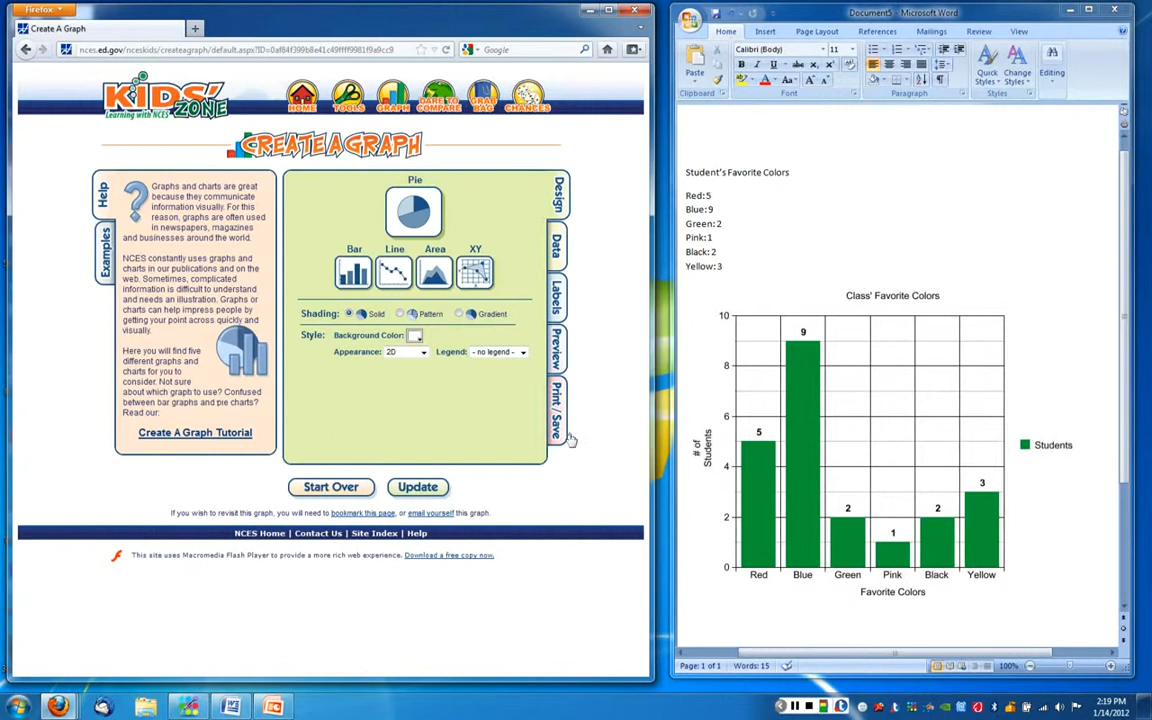 Firefox
Create A Graph
nces.ed.gov/nceskids/createagraph/default.aspx?ID=0af84f399b8e41c49ffff9981f9a9cc9
Google
KiDS' ZONE
Learning with NCES
HOME
TOOLS
GRAPH
DARE TO COMPARE
GRAB BAG
CHANCES
CREATE A GRAPH
Help
Examples
Graphs and charts are great
because they communicate
information visually. For this
reason, graphs are often used
in newspapers, magazines
and businesses around the world.
NCES constantly uses graphs and
charts in our publications and on the
web. Sometimes, complicated
information is difficult to understand
and needs an illustration. Graphs or
charts can help impress people by
getting your point across quickly and
visually.
Here you will find five
different graphs and
charts for you to
consider. Not sure
about which graph to use? Confused
between bar graphs and pie charts?
Read our:
Create A Graph Tutorial
Pie
Bar Line Area XY
Shading: Solid Pattern Gradient
Style: Background Color:
Appearance: 2D Legend: - no legend -
Design
Data
Labels
Preview
Print / Save
Start Over Update
If you wish to revisit this graph, you will need to bookmark this page, or email yourself this graph.
NCES Home | Contact Us | Site Index | Help
This site uses Macromedia Flash Player to provide a more rich web experience. Download a free copy now.
Document5 - Microsoft Word
Home Insert Page Layout References Mailings Review View
Calibri (Body) 11
Paste
B I U abc x₂ x²
Quick Styles
Change Styles
Editing
Clipboard Font Paragraph Styles
Student's Favorite Colors
Red: 5
Blue: 9
Green: 2
Pink: 1
Black: 2
Yellow: 3
Class' Favorite Colors
10
8
6
4
2
0
# of Students
5
9
2
1
2
3
Red Blue Green Pink Black Yellow
Favorite Colors
Students
Page: 1 of 1 Words: 15 100%
2:19 PM
1/14/2012